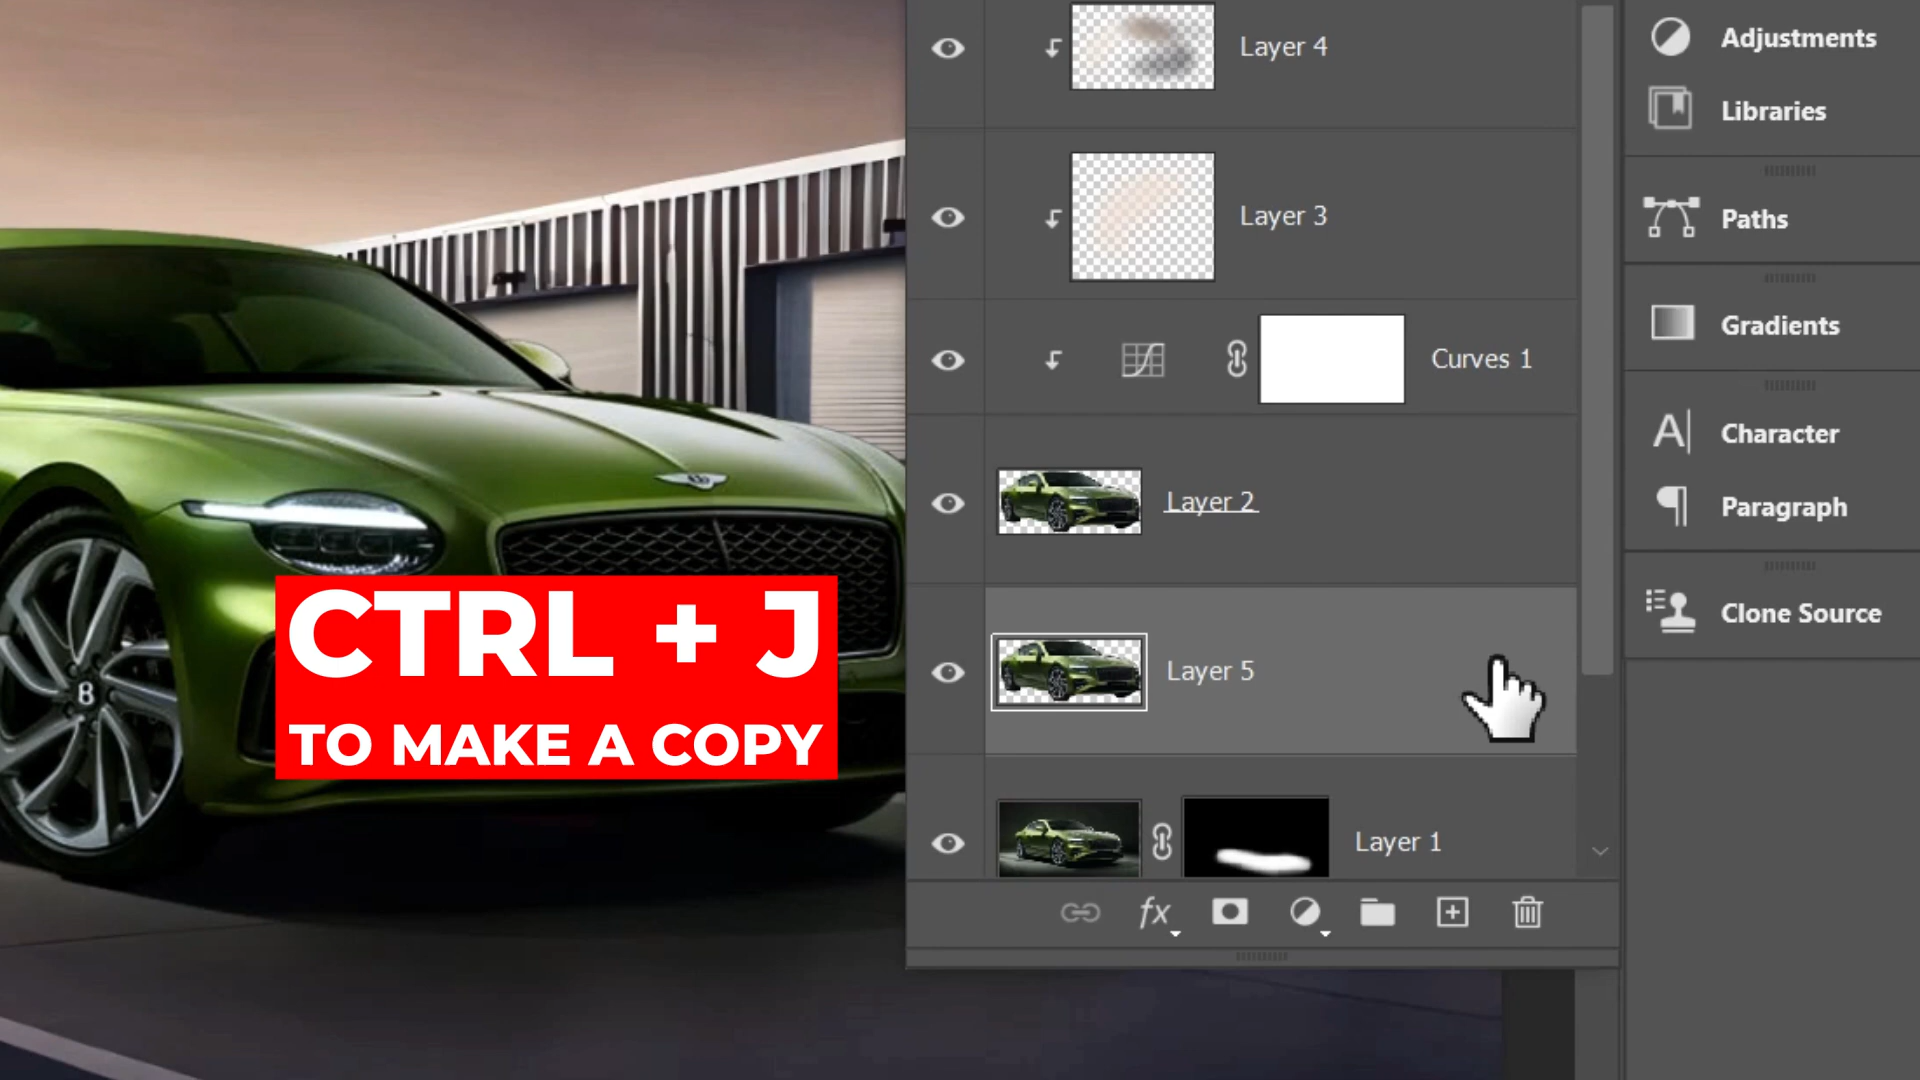 Layer 4
Layer 3
Curves 1
Layer 2
Layer 5
Layer 1
fx
Adjustments
Libraries
Paths
Gradients
A Character
Paragraph
Clone Source
CTRL + J
TO MAKE A COPY
B